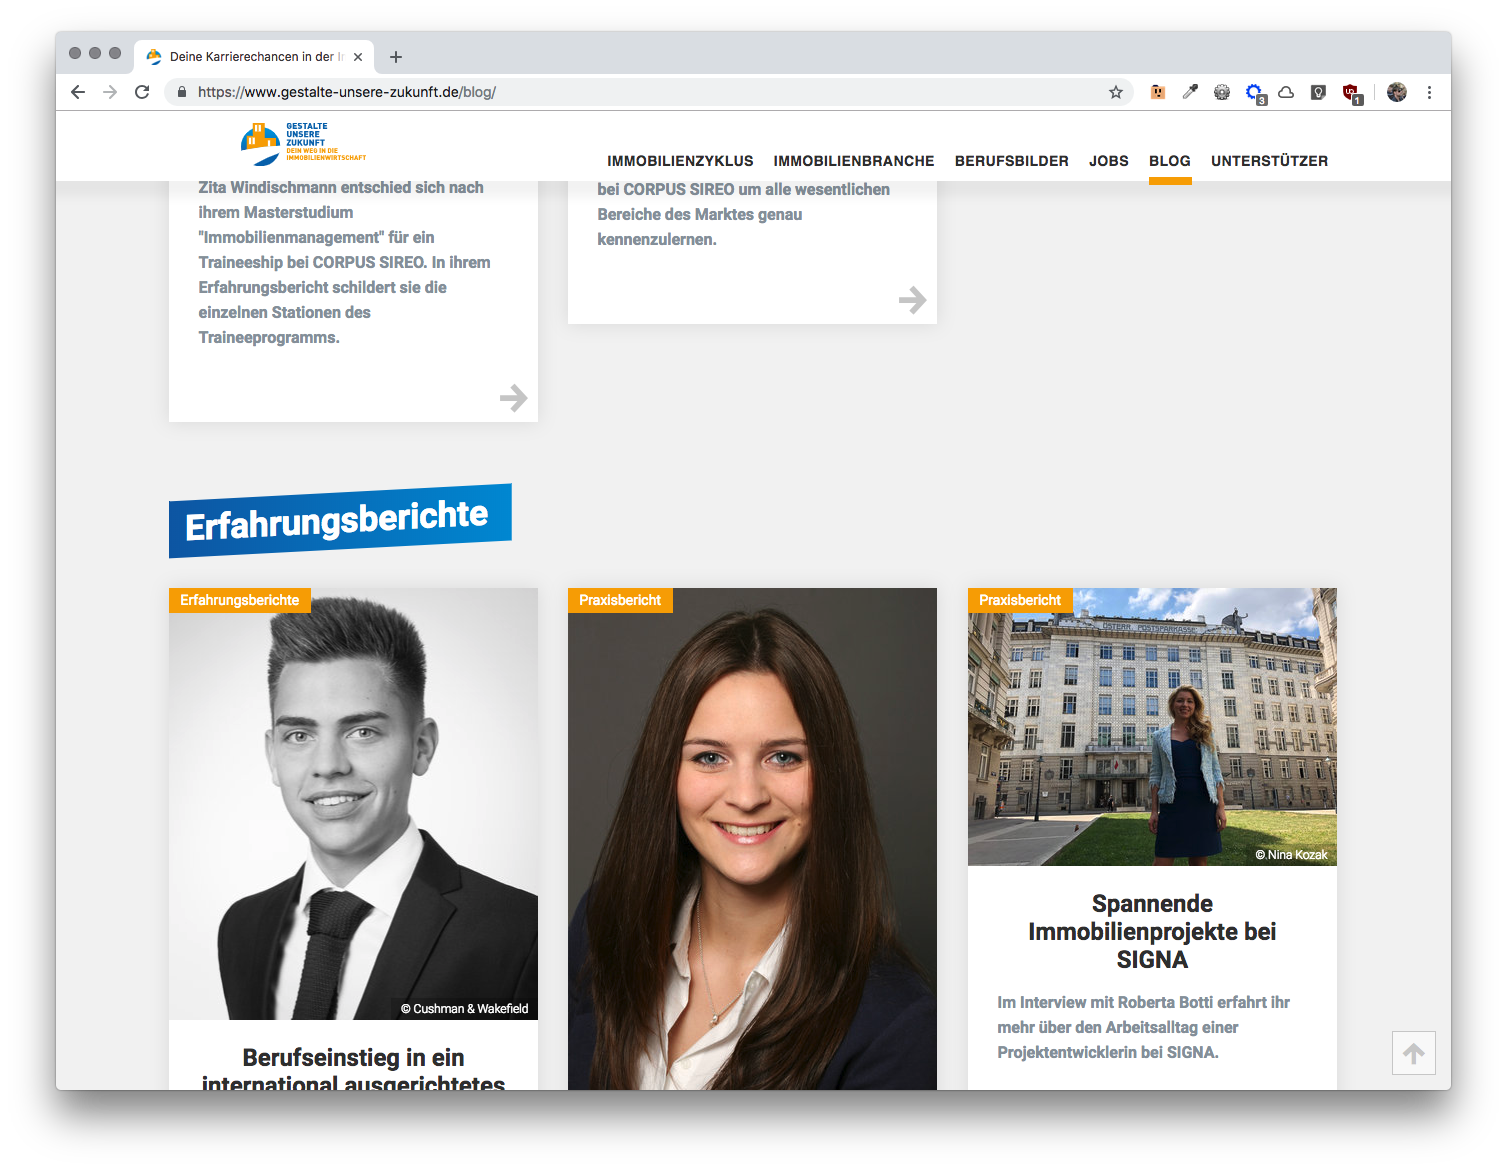 Deine Karrierechancen in der I
https://www.gestalte-unsere-zukunft.de/blog/
3
1
GESTALTE
UNSERE
ZUKUNFT
DEIN WEG IN DIE
IMMOBILIENWIRTSCHAFT
IMMOBILIENZYKLUS IMMOBILIENBRANCHE BERUFSBILDER JOBS BLOG UNTERSTÜTZER
Zita Windischmann entschied sich nach
ihrem Masterstudium
"Immobilienmanagement" für ein
Traineeship bei CORPUS SIREO. In ihrem
Erfahrungsbericht schildert sie die
einzelnen Stationen des
Traineeprogramms.
bei CORPUS SIREO um alle wesentlichen
Bereiche des Marktes genau
kennenzulernen.
Erfahrungsberichte
Erfahrungsberichte
© Cushman & Wakefield
Berufseinstieg in ein
international ausgerichtetes
Praxisbericht
Praxisbericht
ÖSTERR. POSTSPARKASSE
© Nina Kozak
Spannende
Immobilienprojekte bei
SIGNA
Im Interview mit Roberta Botti erfahrt ihr
mehr über den Arbeitsalltag einer
Projektentwicklerin bei SIGNA.